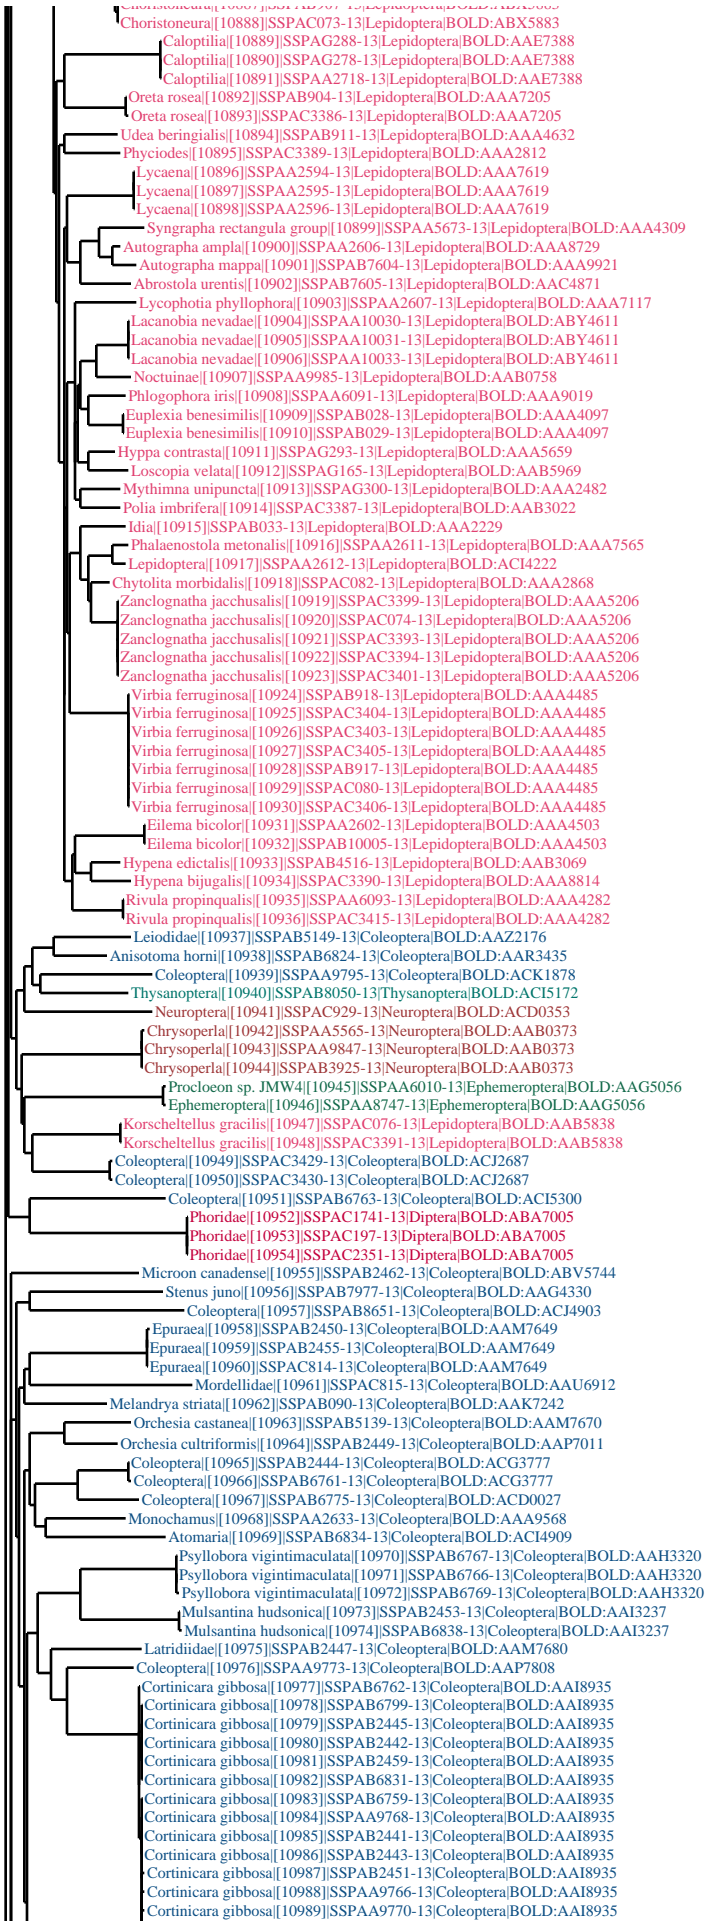 Choristoneura|[10888]|SSPAC073-13|Lepidoptera|BOLD:ABX5883
Caloptilia|[10889]|SSPAG288-13|Lepidoptera|BOLD:AAE7388
Caloptilia|[10890]|SSPAG278-13|Lepidoptera|BOLD:AAE7388
Caloptilia|[10891]|SSPAA2718-13|Lepidoptera|BOLD:AAE7388
Oreta rosea|[10892]|SSPAB904-13|Lepidoptera|BOLD:AAA7205
Oreta rosea|[10893]|SSPAC3386-13|Lepidoptera|BOLD:AAA7205
Udea beringialis|[10894]|SSPAB911-13|Lepidoptera|BOLD:AAA4632
Phyciodes|[10895]|SSPAC3389-13|Lepidoptera|BOLD:AAA2812
Lycaena|[10896]|SSPAA2594-13|Lepidoptera|BOLD:AAA7619
Lycaena|[10897]|SSPAA2595-13|Lepidoptera|BOLD:AAA7619
Lycaena|[10898]|SSPAA2596-13|Lepidoptera|BOLD:AAA7619
Syngrapha rectangula group|[10899]|SSPAA5673-13|Lepidoptera|BOLD:AAA4309
Autographa ampla|[10900]|SSPAA2606-13|Lepidoptera|BOLD:AAA8729
Autographa mappa|[10901]|SSPAB7604-13|Lepidoptera|BOLD:AAA9921
Abrostola urentis|[10902]|SSPAB7605-13|Lepidoptera|BOLD:AAC4871
Lycophotia phyllophora|[10903]|SSPAA2607-13|Lepidoptera|BOLD:AAA7117
Lacanobia nevadae|[10904]|SSPAA10030-13|Lepidoptera|BOLD:ABY4611
Lacanobia nevadae|[10905]|SSPAA10031-13|Lepidoptera|BOLD:ABY4611
Lacanobia nevadae|[10906]|SSPAA10033-13|Lepidoptera|BOLD:ABY4611
Noctuinae|[10907]|SSPAA9985-13|Lepidoptera|BOLD:AAB0758
Phlogophora iris|[10908]|SSPAA6091-13|Lepidoptera|BOLD:AAA9019
Euplexia benesimilis|[10909]|SSPAB028-13|Lepidoptera|BOLD:AAA4097
Euplexia benesimilis|[10910]|SSPAB029-13|Lepidoptera|BOLD:AAA4097
Hyppa contrasta|[10911]|SSPAG293-13|Lepidoptera|BOLD:AAA5659
Loscopia velata|[10912]|SSPAG165-13|Lepidoptera|BOLD:AAB5969
Mythimna unipuncta|[10913]|SSPAG300-13|Lepidoptera|BOLD:AAA2482
Polia imbrifera|[10914]|SSPAC3387-13|Lepidoptera|BOLD:AAB3022
Idia|[10915]|SSPAB033-13|Lepidoptera|BOLD:AAA2229
Phalaenostola metonalis|[10916]|SSPAA2611-13|Lepidoptera|BOLD:AAA7565
Lepidoptera|[10917]|SSPAA2612-13|Lepidoptera|BOLD:ACI4222
Chytolita morbidalis|[10918]|SSPAC082-13|Lepidoptera|BOLD:AAA2868
Zanclognatha jacchusalis|[10919]|SSPAC3399-13|Lepidoptera|BOLD:AAA5206
Zanclognatha jacchusalis|[10920]|SSPAC074-13|Lepidoptera|BOLD:AAA5206
Zanclognatha jacchusalis|[10921]|SSPAC3393-13|Lepidoptera|BOLD:AAA5206
Zanclognatha jacchusalis|[10922]|SSPAC3394-13|Lepidoptera|BOLD:AAA5206
Zanclognatha jacchusalis|[10923]|SSPAC3401-13|Lepidoptera|BOLD:AAA5206
Virbia ferruginosa|[10924]|SSPAB918-13|Lepidoptera|BOLD:AAA4485
Virbia ferruginosa|[10925]|SSPAC3404-13|Lepidoptera|BOLD:AAA4485
Virbia ferruginosa|[10926]|SSPAC3403-13|Lepidoptera|BOLD:AAA4485
Virbia ferruginosa|[10927]|SSPAC3405-13|Lepidoptera|BOLD:AAA4485
Virbia ferruginosa|[10928]|SSPAB917-13|Lepidoptera|BOLD:AAA4485
Virbia ferruginosa|[10929]|SSPAC080-13|Lepidoptera|BOLD:AAA4485
Virbia ferruginosa|[10930]|SSPAC3406-13|Lepidoptera|BOLD:AAA4485
Eilema bicolor|[10931]|SSPAA2602-13|Lepidoptera|BOLD:AAA4503
Eilema bicolor|[10932]|SSPAB10005-13|Lepidoptera|BOLD:AAA4503
Hypena edictalis|[10933]|SSPAB4516-13|Lepidoptera|BOLD:AAB3069
Hypena bijugalis|[10934]|SSPAC3390-13|Lepidoptera|BOLD:AAA8814
Rivula propinqualis|[10935]|SSPAA6093-13|Lepidoptera|BOLD:AAA4282
Rivula propinqualis|[10936]|SSPAC3415-13|Lepidoptera|BOLD:AAA4282
Leiodidae|[10937]|SSPAB5149-13|Coleoptera|BOLD:AAZ2176
Anisotoma horni|[10938]|SSPAB6824-13|Coleoptera|BOLD:AAR3435
Coleoptera|[10939]|SSPAA9795-13|Coleoptera|BOLD:ACK1878
Thysanoptera|[10940]|SSPAB8050-13|Thysanoptera|BOLD:ACI5172
Neuroptera|[10941]|SSPAC929-13|Neuroptera|BOLD:ACD0353
Chrysoperla|[10942]|SSPAA5565-13|Neuroptera|BOLD:AAB0373
Chrysoperla|[10943]|SSPAA9847-13|Neuroptera|BOLD:AAB0373
Chrysoperla|[10944]|SSPAB3925-13|Neuroptera|BOLD:AAB0373
Procloeon sp. JMW4|[10945]|SSPAA6010-13|Ephemeroptera|BOLD:AAG5056
Ephemeroptera|[10946]|SSPAA8747-13|Ephemeroptera|BOLD:AAG5056
Korscheltellus gracilis|[10947]|SSPAC076-13|Lepidoptera|BOLD:AAB5838
Korscheltellus gracilis|[10948]|SSPAC3391-13|Lepidoptera|BOLD:AAB5838
Coleoptera|[10949]|SSPAC3429-13|Coleoptera|BOLD:ACJ2687
Coleoptera|[10950]|SSPAC3430-13|Coleoptera|BOLD:ACJ2687
Coleoptera|[10951]|SSPAB6763-13|Coleoptera|BOLD:ACI5300
Phoridae|[10952]|SSPAC1741-13|Diptera|BOLD:ABA7005
Phoridae|[10953]|SSPAC197-13|Diptera|BOLD:ABA7005
Phoridae|[10954]|SSPAC2351-13|Diptera|BOLD:ABA7005
Microon canadense|[10955]|SSPAB2462-13|Coleoptera|BOLD:ABV5744
Stenus juno|[10956]|SSPAB7977-13|Coleoptera|BOLD:AAG4330
Coleoptera|[10957]|SSPAB8651-13|Coleoptera|BOLD:ACJ4903
Epuraea|[10958]|SSPAB2450-13|Coleoptera|BOLD:AAM7649
Epuraea|[10959]|SSPAB2455-13|Coleoptera|BOLD:AAM7649
Epuraea|[10960]|SSPAC814-13|Coleoptera|BOLD:AAM7649
Mordellidae|[10961]|SSPAC815-13|Coleoptera|BOLD:AAU6912
Melandrya striata|[10962]|SSPAB090-13|Coleoptera|BOLD:AAK7242
Orchesia castanea|[10963]|SSPAB5139-13|Coleoptera|BOLD:AAM7670
Orchesia cultriformis|[10964]|SSPAB2449-13|Coleoptera|BOLD:AAP7011
Coleoptera|[10965]|SSPAB2444-13|Coleoptera|BOLD:ACG3777
Coleoptera|[10966]|SSPAB6761-13|Coleoptera|BOLD:ACG3777
Coleoptera|[10967]|SSPAB6775-13|Coleoptera|BOLD:ACD0027
Monochamus|[10968]|SSPAA2633-13|Coleoptera|BOLD:AAA9568
Atomaria|[10969]|SSPAB6834-13|Coleoptera|BOLD:ACI4909
Psyllobora vigintimaculata|[10970]|SSPAB6767-13|Coleoptera|BOLD:AAH3320
Psyllobora vigintimaculata|[10971]|SSPAB6766-13|Coleoptera|BOLD:AAH3320
Psyllobora vigintimaculata|[10972]|SSPAB6769-13|Coleoptera|BOLD:AAH3320
Mulsantina hudsonica|[10973]|SSPAB2453-13|Coleoptera|BOLD:AAI3237
Mulsantina hudsonica|[10974]|SSPAB6838-13|Coleoptera|BOLD:AAI3237
Latridiidae|[10975]|SSPAB2447-13|Coleoptera|BOLD:AAM7680
Coleoptera|[10976]|SSPAA9773-13|Coleoptera|BOLD:AAP7808
Cortinicara gibbosa|[10977]|SSPAB6762-13|Coleoptera|BOLD:AAI8935
Cortinicara gibbosa|[10978]|SSPAB6799-13|Coleoptera|BOLD:AAI8935
Cortinicara gibbosa|[10979]|SSPAB2445-13|Coleoptera|BOLD:AAI8935
Cortinicara gibbosa|[10980]|SSPAB2442-13|Coleoptera|BOLD:AAI8935
Cortinicara gibbosa|[10981]|SSPAB2459-13|Coleoptera|BOLD:AAI8935
Cortinicara gibbosa|[10982]|SSPAB6831-13|Coleoptera|BOLD:AAI8935
Cortinicara gibbosa|[10983]|SSPAB6759-13|Coleoptera|BOLD:AAI8935
Cortinicara gibbosa|[10984]|SSPAA9768-13|Coleoptera|BOLD:AAI8935
Cortinicara gibbosa|[10985]|SSPAB2441-13|Coleoptera|BOLD:AAI8935
Cortinicara gibbosa|[10986]|SSPAB2443-13|Coleoptera|BOLD:AAI8935
Cortinicara gibbosa|[10987]|SSPAB2451-13|Coleoptera|BOLD:AAI8935
Cortinicara gibbosa|[10988]|SSPAA9766-13|Coleoptera|BOLD:AAI8935
Cortinicara gibbosa|[10989]|SSPAA9770-13|Coleoptera|BOLD:AAI8935